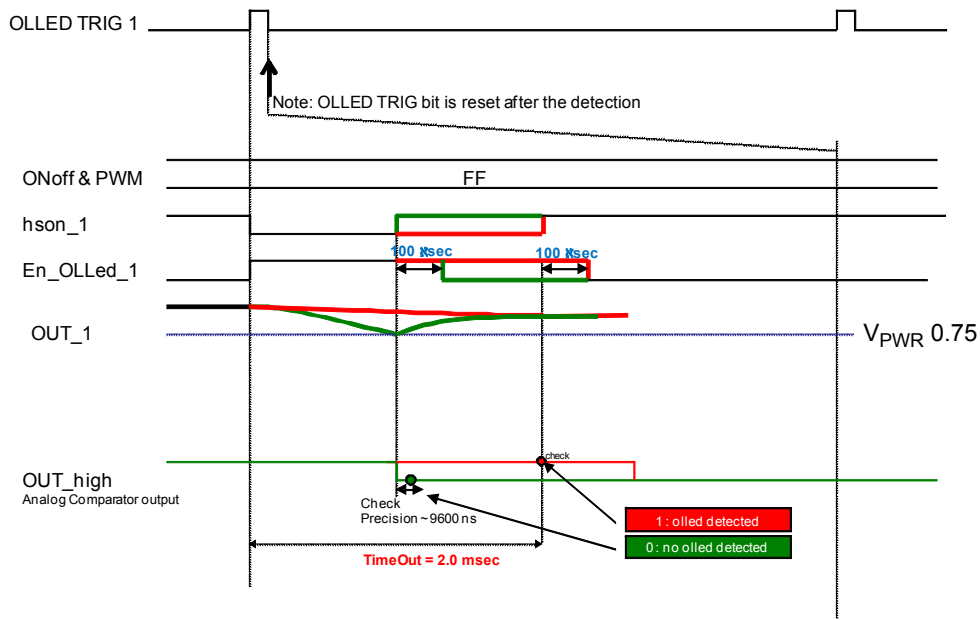 OLLED TRIG 1
Note: OLLED TRIG bit is reset after the detection
ONoff & PWM
FF
hson_1
100 sec
100 sec
En_OLLed_1
OUT_1
VPWR 0.75
check
OUT_high
Analog Comparator output
Check
Precision ~9600 ns
1 : olled detected
0: no olled detected
TimeOut = 2.0 msec